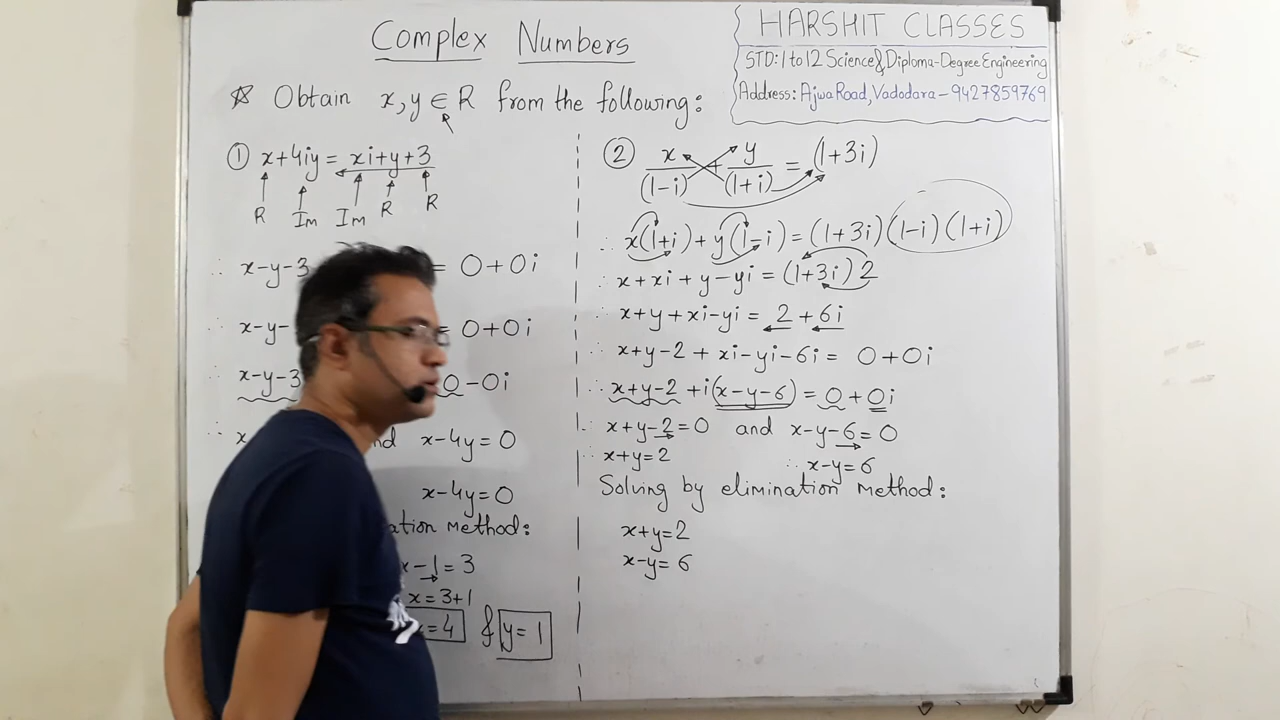 Complex Numbers
HARSHIT CLASSES
STD: 1 to 12 Science & Diploma-Degree Engineering
Address: Ajwa Road, Vadodara – 9427859769
☆ Obtain x, y ∈ R from the following:
① x+4iy = xi+y+3
R Im Im R R
∴ x-y-3 = 0+0i
∴ x-y- = 0+0i
x-y-3 0-0i
∴ x x-4y=0
x-4y=0
method:
-1=3
x=3+1
=4 & y=1
② x/(1-i) + y/(1+i) = (1+3i)
∴ x(1+i)+y(1-i)=(1+3i)(1-i)(1+i)
∴ x+xi+y-yi=(1+3i)2
∴ x+y+xi-yi= 2+6i
∴ x+y-2+xi-yi-6i= 0+0i
∴ x+y-2+i(x-y-6)=0+0i
∴ x+y-2=0 and x-y-6=0
∴ x+y=2 ∴ x-y=6
Solving by elimination method:
x+y=2
x-y=6